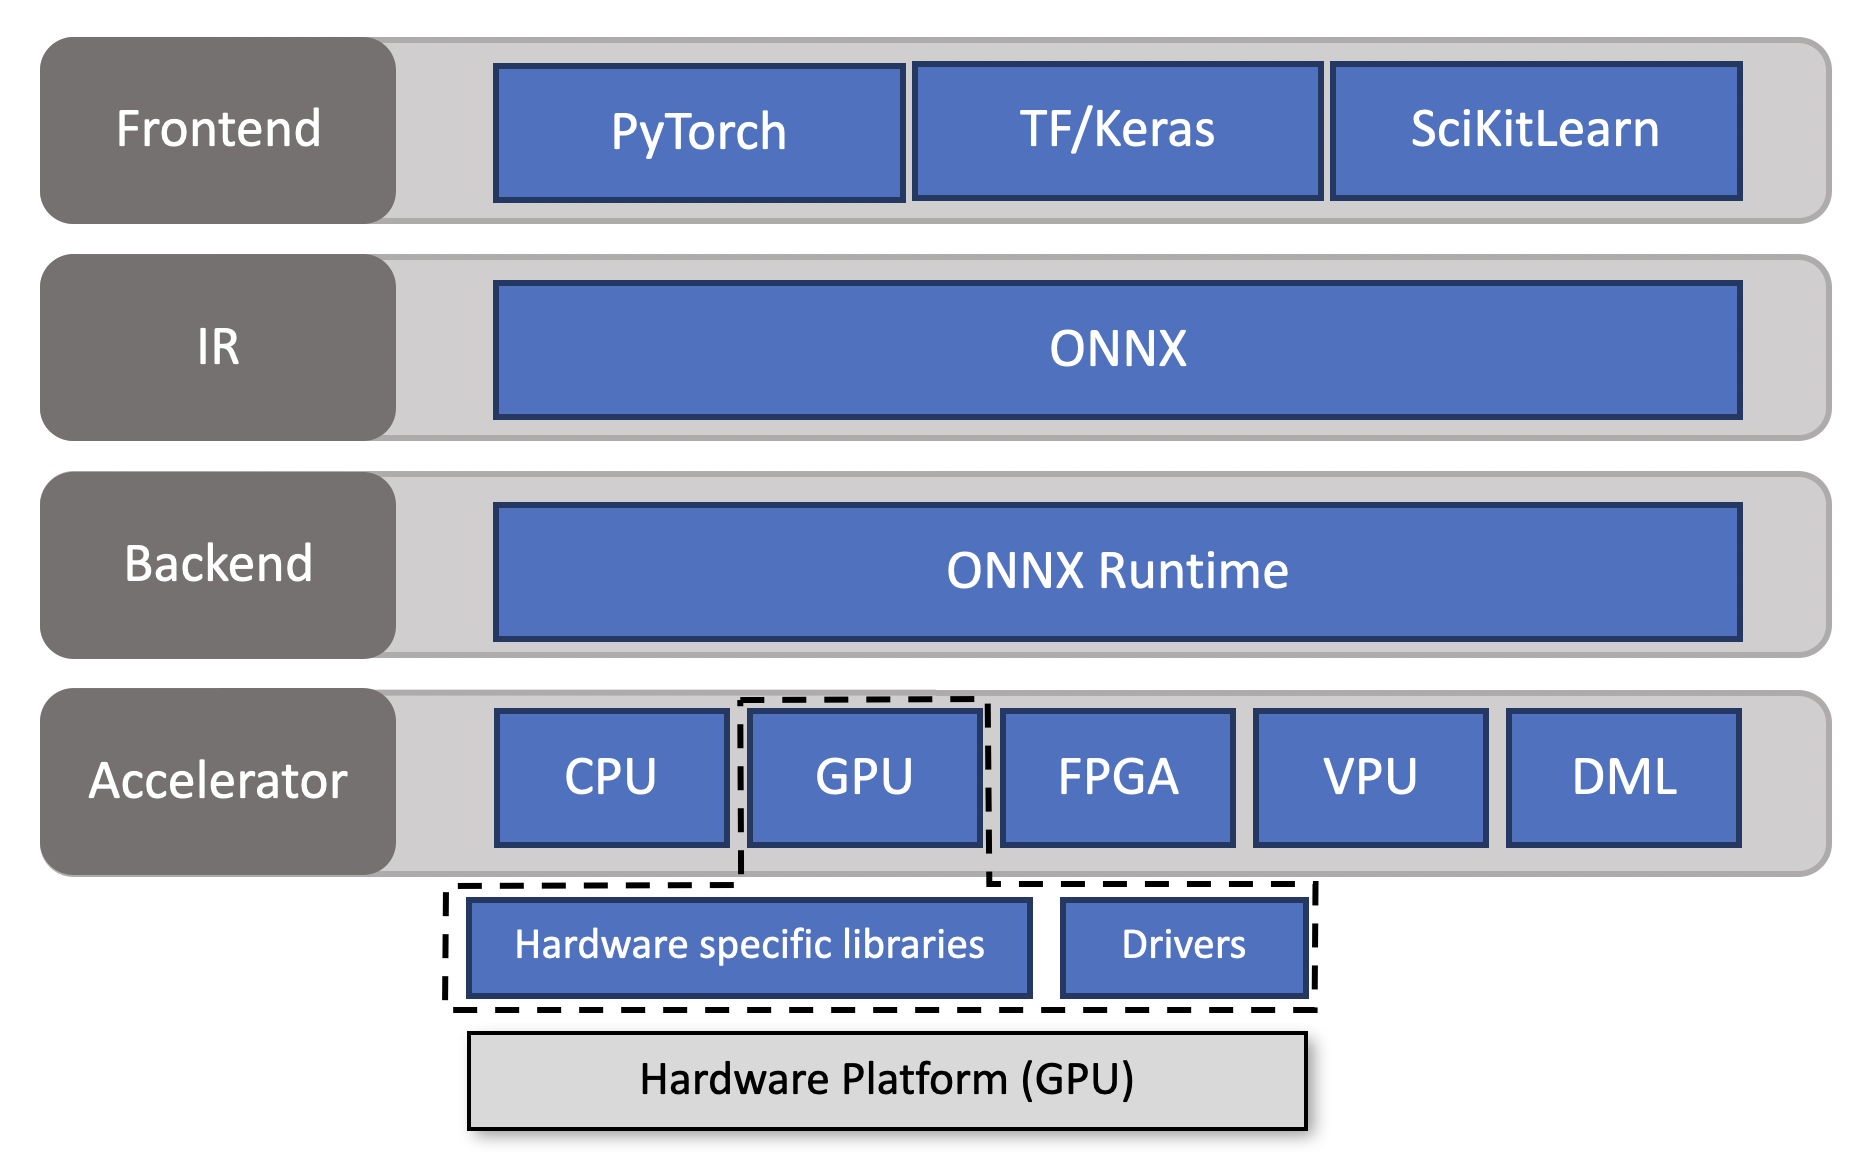 Frontend
PyTorch
TF/Keras
SciKitLearn
IR
ONNX
Backend
ONNX Runtime
Accelerator
CPU
GPU
FPGA
VPU
DML
Hardware specific libraries
Drivers
Hardware Platform (GPU)